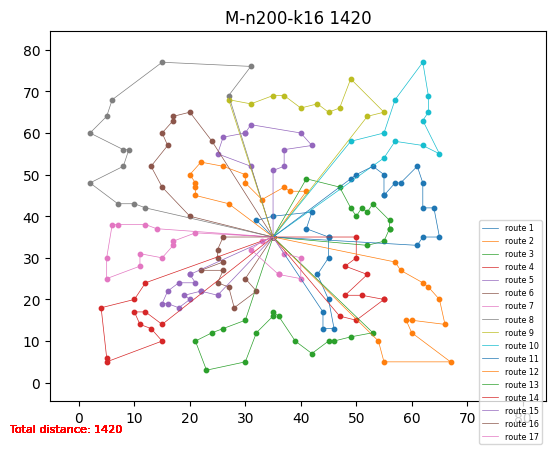 M-n200-k16 1420
80
70
60
50
40
30
20
10
0
0 10 20 30 40 50 60 70 80
route 1
route 2
route 3
route 4
route 5
route 6
route 7
route 8
route 9
route 10
route 11
route 12
route 13
route 14
route 15
route 16
route 17
Total distance: 1420